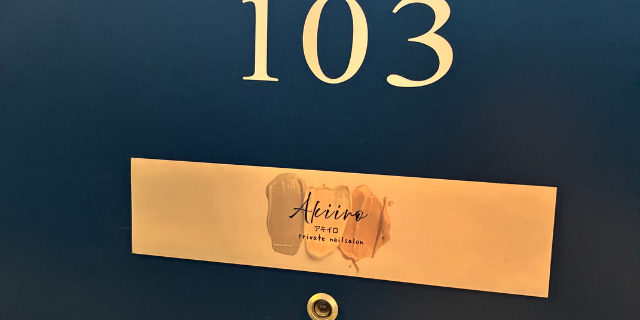 103
Akiiro
アキイロ
private nailsalon